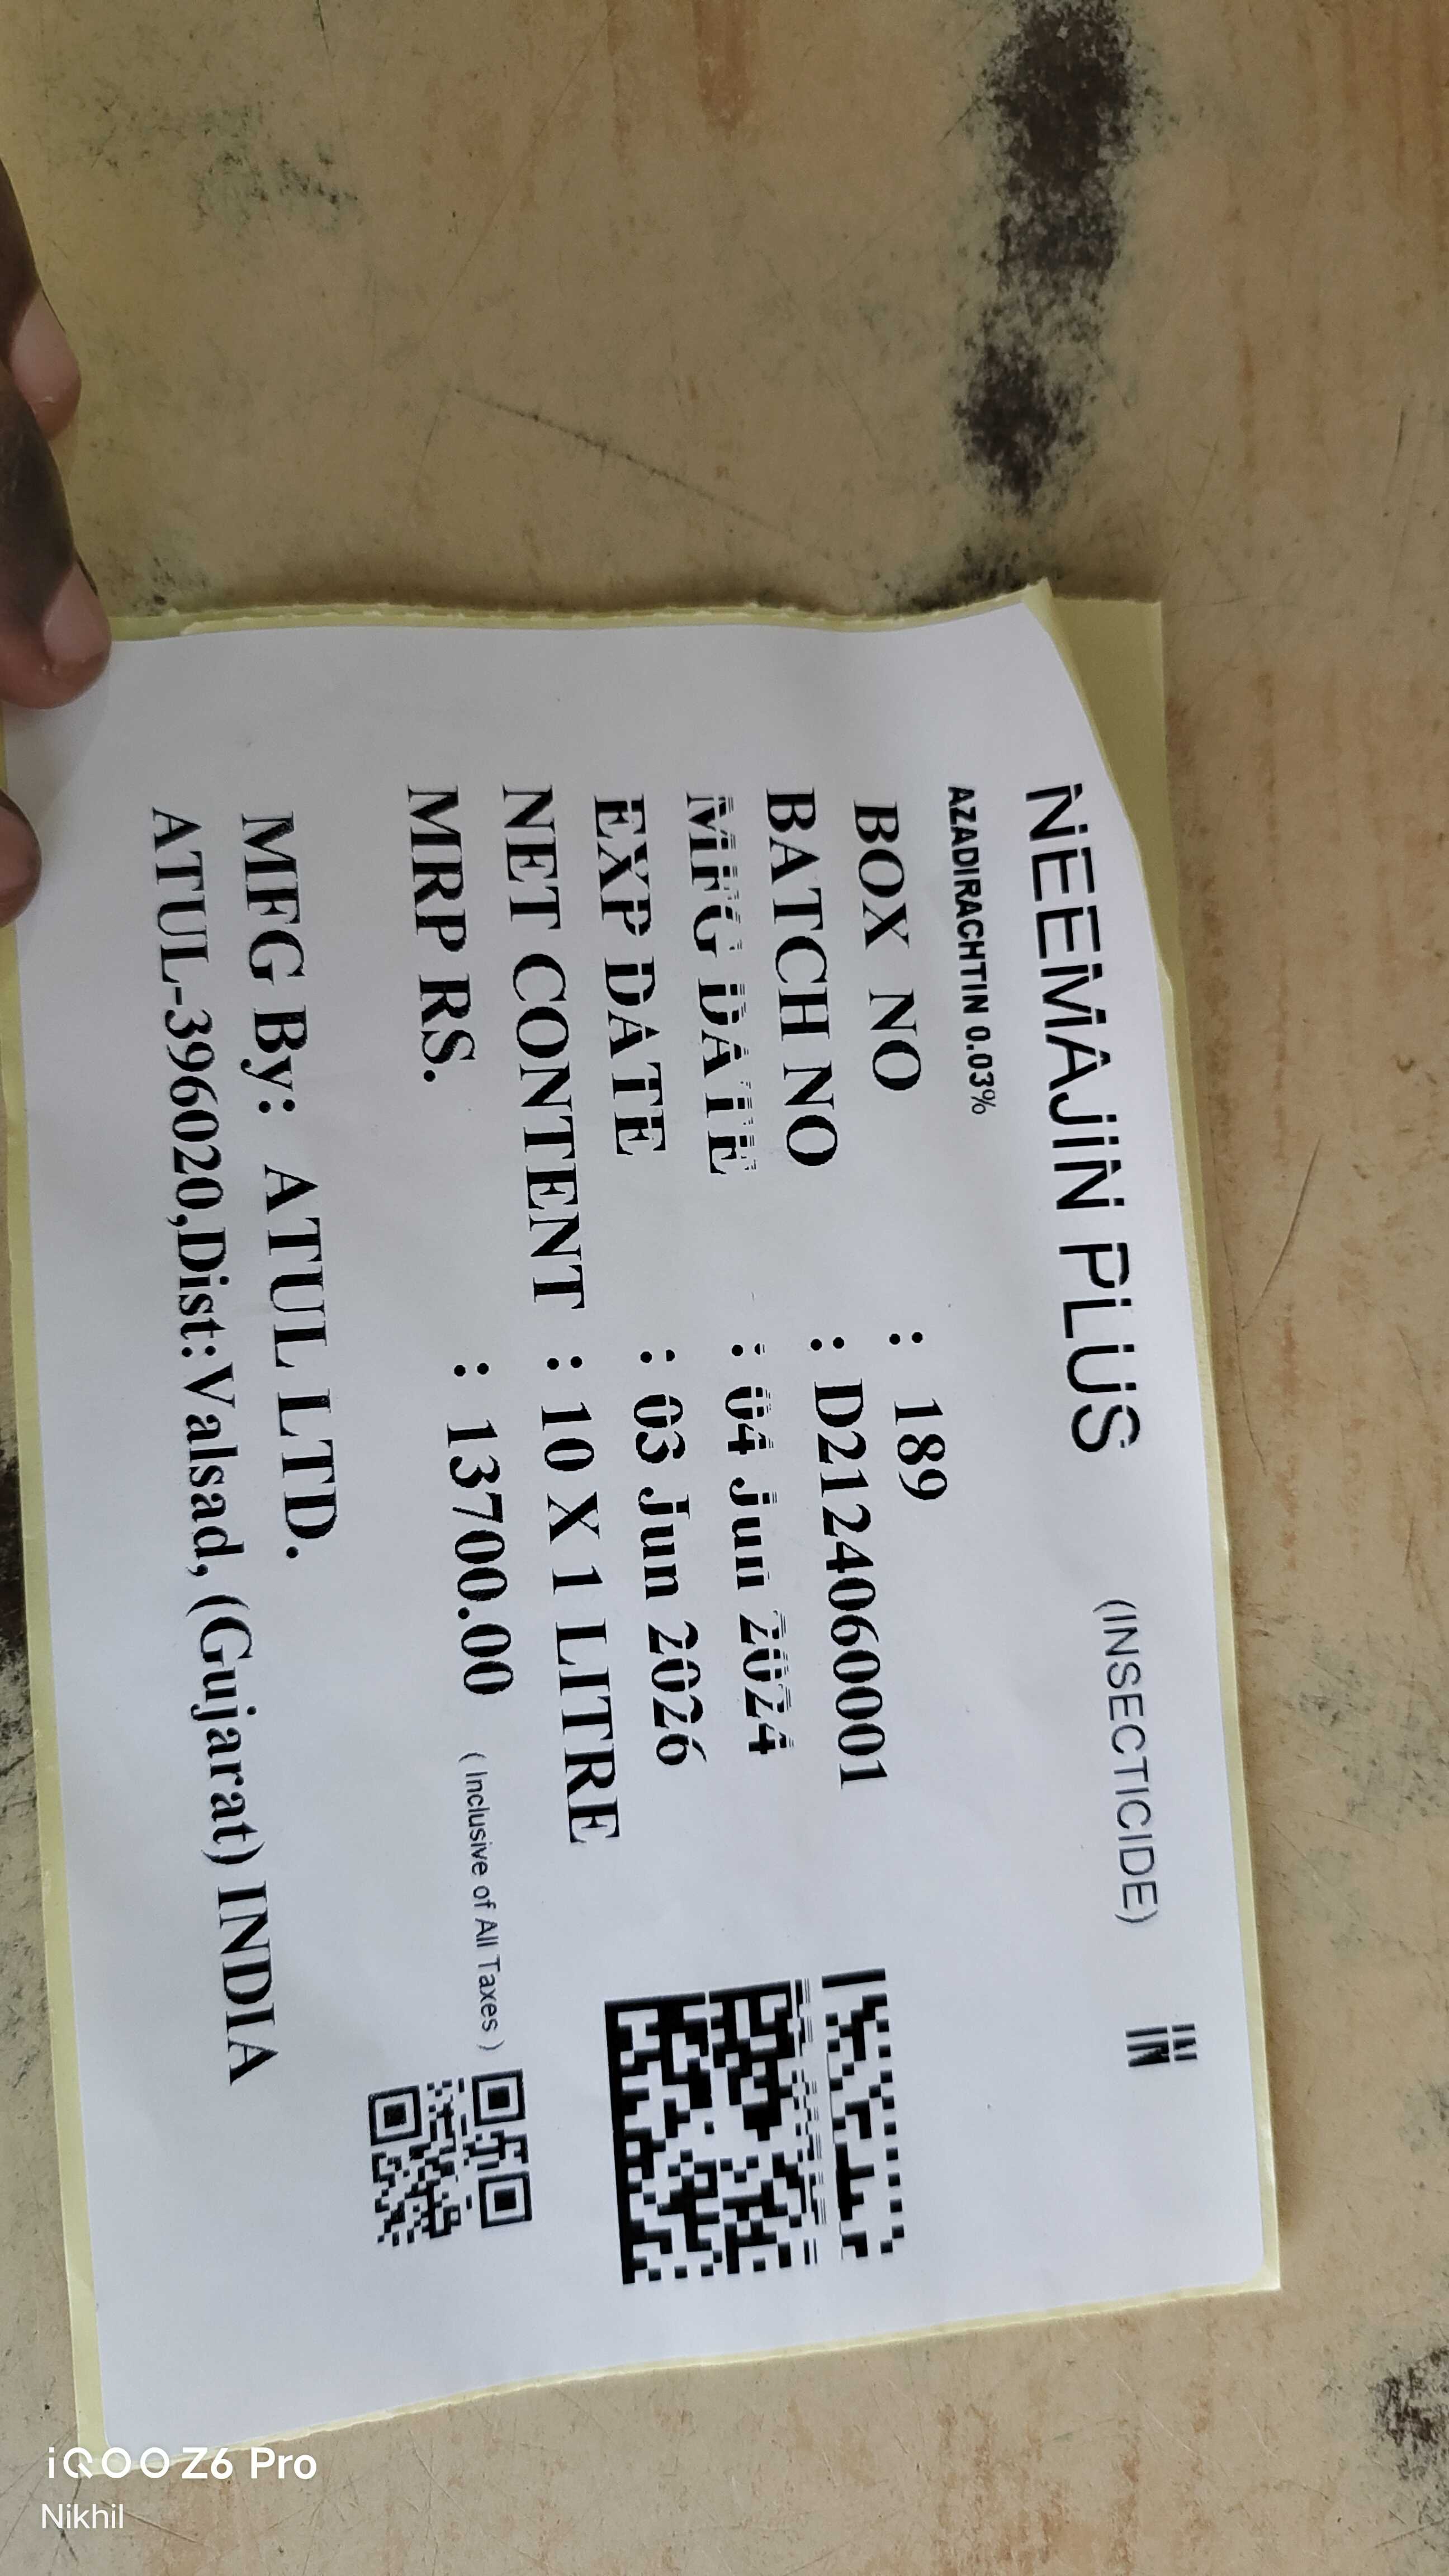 NEEMAJIN PLUS (INSECTICIDE) IN IN
AZADIRACHTIN 0.03%
BOX NO : 189
BATCH NO : D2124060001
MFG DATE : 04 Jun 2024
EXP DATE : 03 Jun 2026
NET CONTENT : 10 X 1 LITRE
MRP RS. : 13700.00 ( Inclusive of All Taxes )
MFG By: ATUL LTD.
ATUL-396020,Dist:Valsad, (Gujarat) INDIA
iQOO Z6 Pro
Nikhil